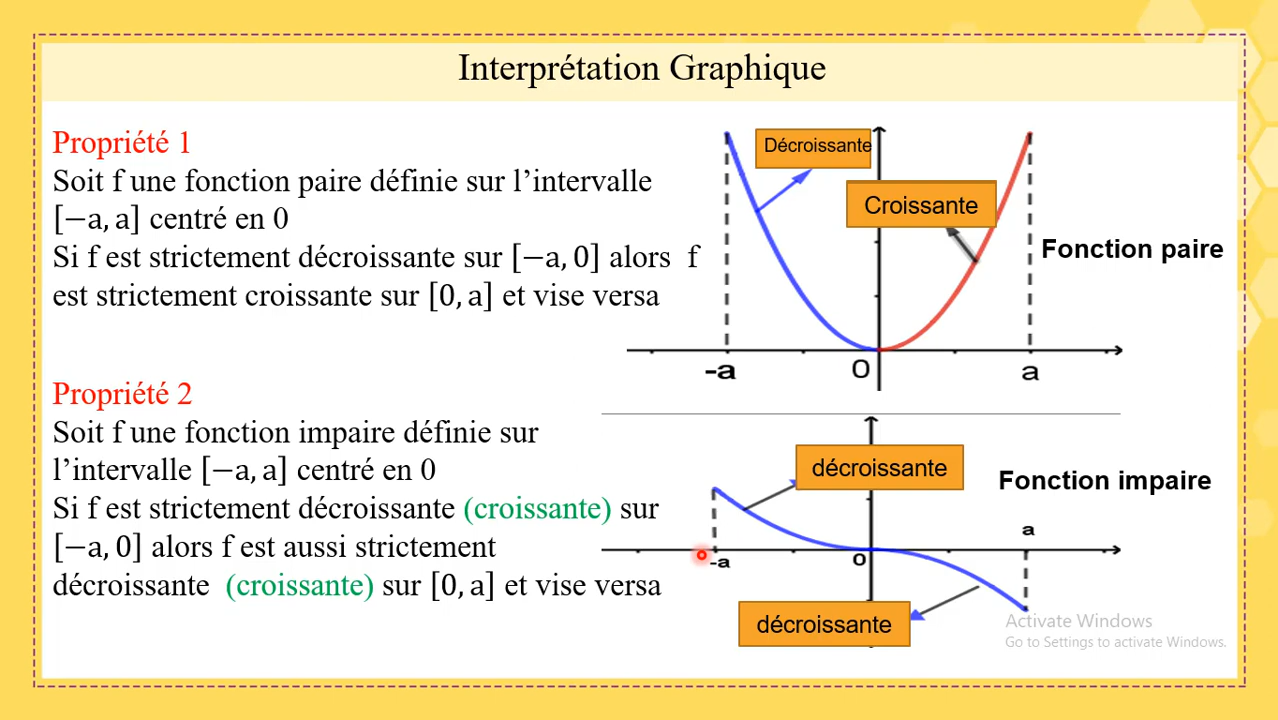 Interprétation Graphique
Propriété 1
Soit f une fonction paire définie sur l’intervalle
[−a, a] centré en 0
Si f est strictement décroissante sur [−a, 0] alors f
est strictement croissante sur [0, a] et vise versa
Décroissante
Croissante
Fonction paire
-a
0
a
Propriété 2
Soit f une fonction impaire définie sur
l’intervalle [−a, a] centré en 0
Si f est strictement décroissante (croissante) sur
[−a, 0] alors f est aussi strictement
décroissante (croissante) sur [0, a] et vise versa
décroissante
Fonction impaire
a
-a
0
décroissante
Activate Windows
Go to Settings to activate Windows.